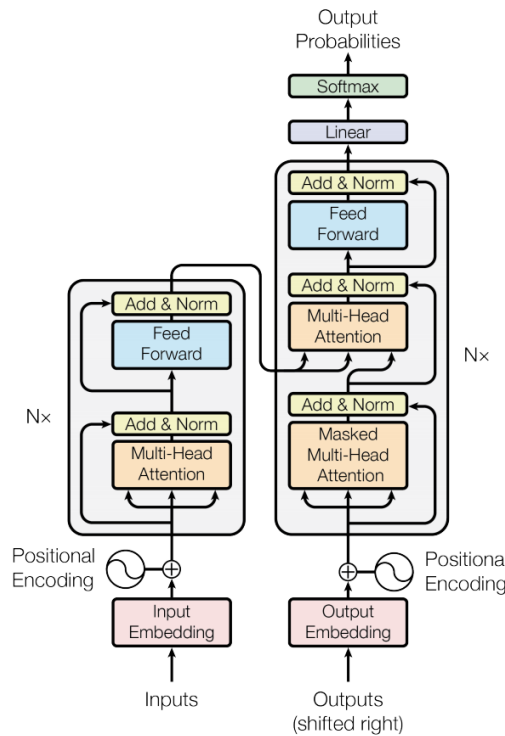 Output
Probabilities
Softmax
Linear
Add & Norm
Feed
Forward
Add & Norm
Multi-Head
Attention
Add & Norm
Masked
Multi-Head
Attention
Nx
Add & Norm
Feed
Forward
Add & Norm
Multi-Head
Attention
N×
Positional
Encoding
Input
Embedding
Inputs
Positiona
Encoding
Output
Embedding
Outputs
(shifted right)